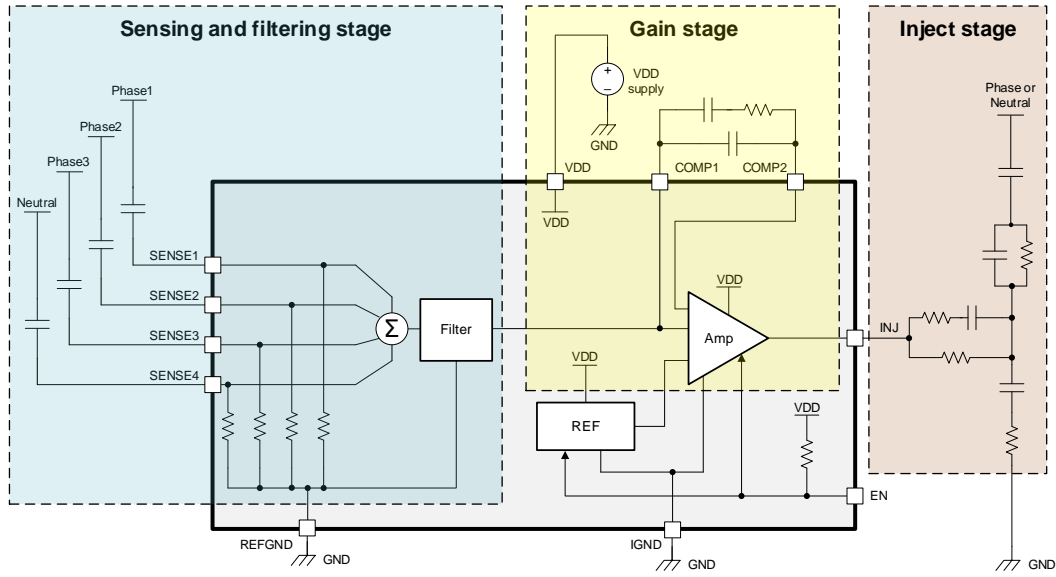 Sensing and filtering stage
Gain stage
Inject stage
Phase1
Phase2
Phase3
Neutral
VDD
+
−
VDD
supply
GND
Phase or
Neutral
VDD
COMP1
COMP2
VDD
SENSE1
SENSE2
SENSE3
SENSE4
Σ
Filter
VDD
Amp
INJ
VDD
REF
VDD
EN
REFGND
GND
IGND
GND
GND